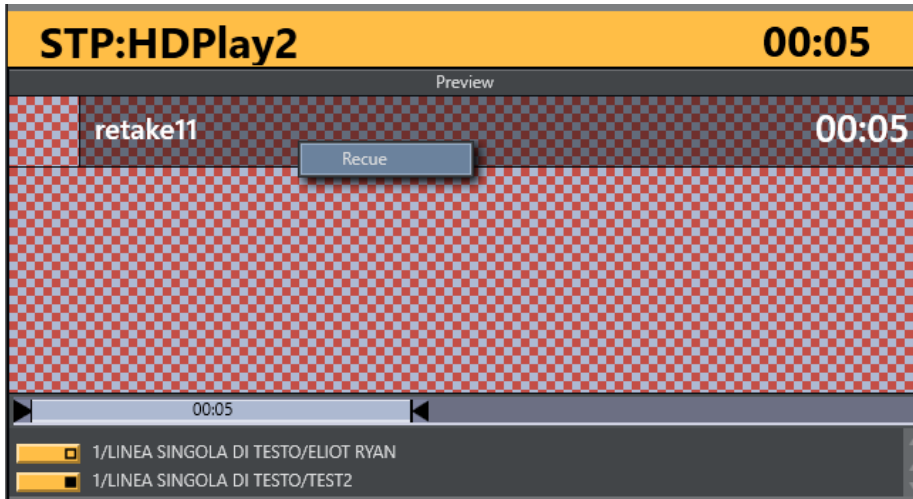 STP:HDPlay2 00:05
Preview
retake11 00:05
Recue
00:05
1/LINEA SINGOLA DI TESTO/ELIOT RYAN
1/LINEA SINGOLA DI TESTO/TEST2